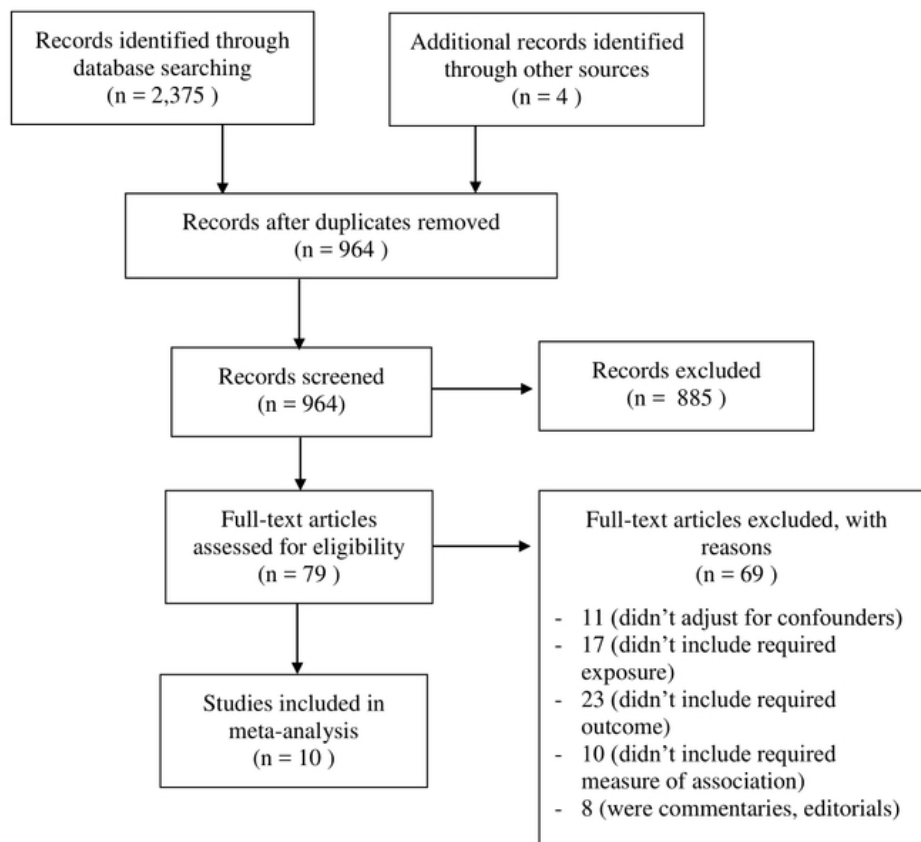 Records identified through
database searching
(n = 2,375 )
Additional records identified
through other sources
(n = 4 )
Records after duplicates removed
(n = 964 )
Records screened
(n = 964)
Records excluded
(n = 885 )
Full-text articles
assessed for eligibility
(n = 79 )
Full-text articles excluded, with
reasons
(n = 69 )
- 11 (didn’t adjust for confounders)
- 17 (didn’t include required
exposure)
- 23 (didn’t include required
outcome)
- 10 (didn’t include required
measure of association)
- 8 (were commentaries, editorials)
Studies included in
meta-analysis
(n = 10 )